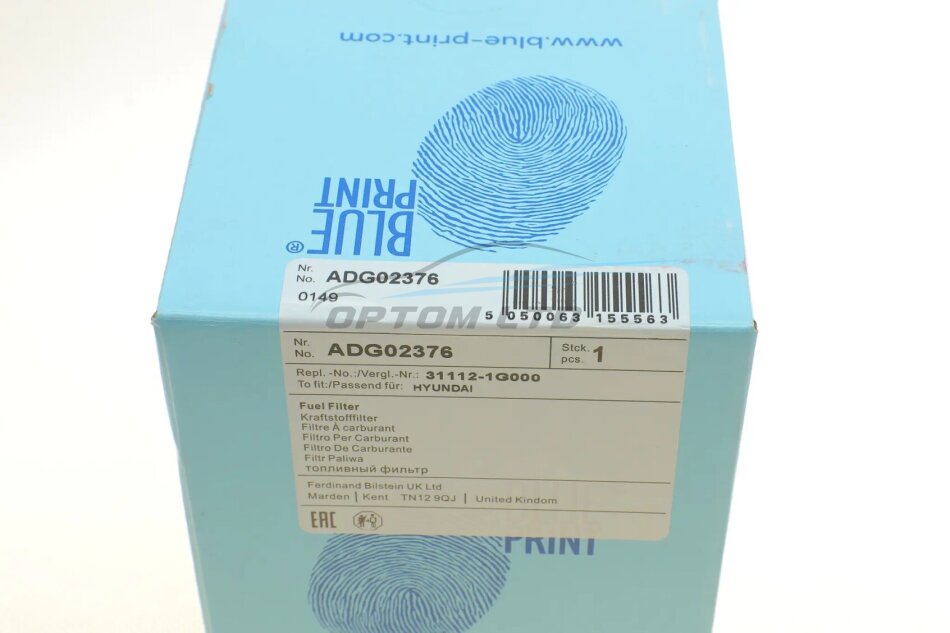 www.blue-print.com
BLUE
PRINT
®
Nr.
No. ADG02376
0149
5 050063 155563
OPTOM LTD
Nr.
No. ADG02376
Stck.
pcs. 1
Repl. -No.:/Vergl.-Nr.: 31112-1G000
To fit:/Passend für: HYUNDAI
Fuel Filter
Kraftstofffilter
Filtre À carburant
Filtro Per Carburant
Filtro De Carburante
Filtr Paliwa
топливный фильтр
Ferdinand Bilstein UK Ltd
Marden | Kent TN12 9QJ | United Kindom
EAC
PRINT